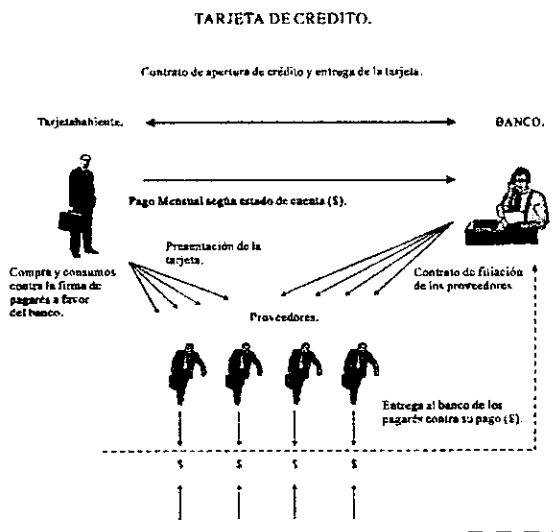 TARJETA DE CREDITO.
Contrato de apertura de crédito y entrega de la tarjeta.
Tarjetahabiente.
BANCO.
Pago Mensual según estado de cuenta ($).
Presentación de la
tarjeta.
Compra y consumos
contra la firma de
pagarés a favor
del banco.
Contrato de filiación
de los proveedores
Proveedores.
Entrega al banco de los
pagarés contra su pago ($).
$ $ $ $